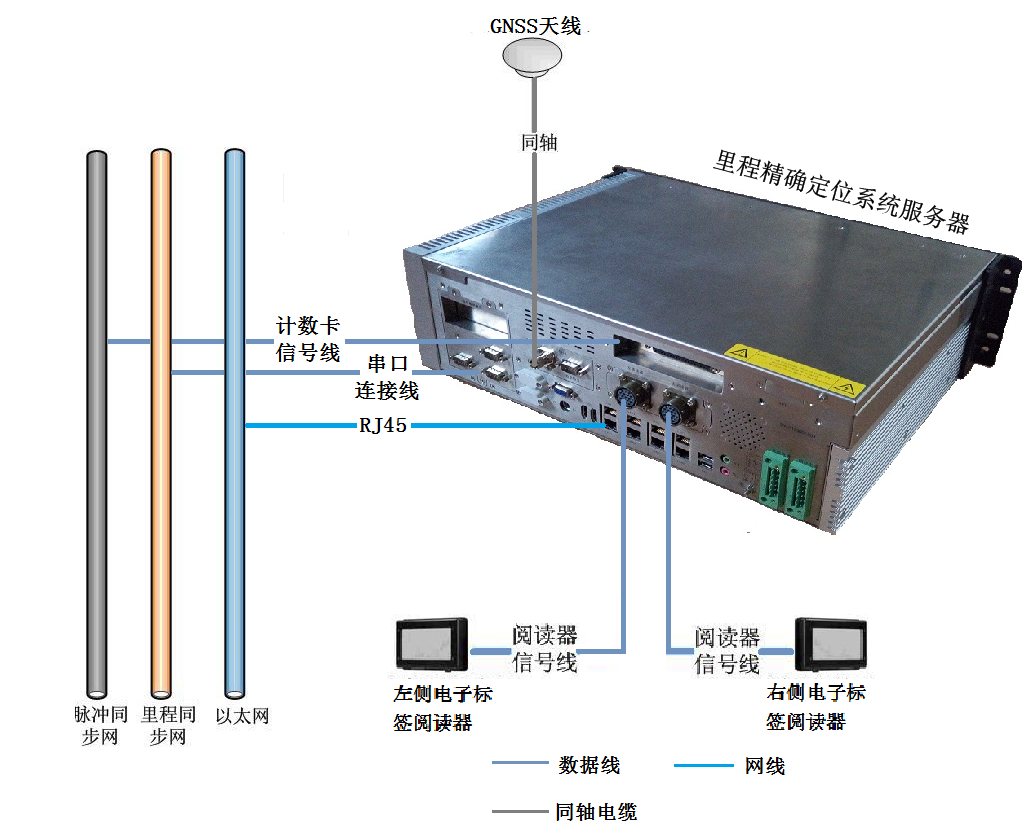 GNSS天线
同轴
里程精确定位系统服务器
计数卡
信号线
串口
连接线
RJ45
阅读器
信号线
阅读器
信号线
左侧电子标
签阅读器
右侧电子标
签阅读器
脉冲同
步网
里程同
步网
以太网
数据线
网线
同轴电缆